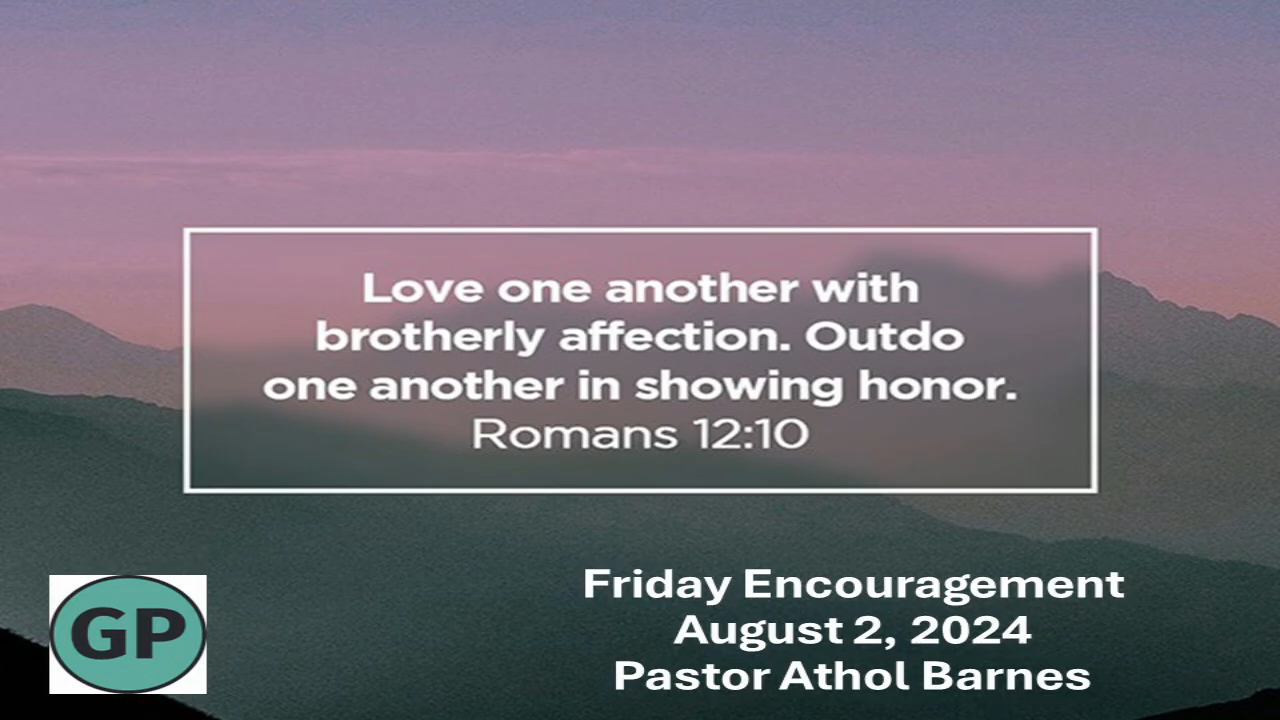 Love one another with
brotherly affection. Outdo
one another in showing honor.
Romans 12:10
Friday Encouragement
August 2, 2024
Pastor Athol Barnes
GP